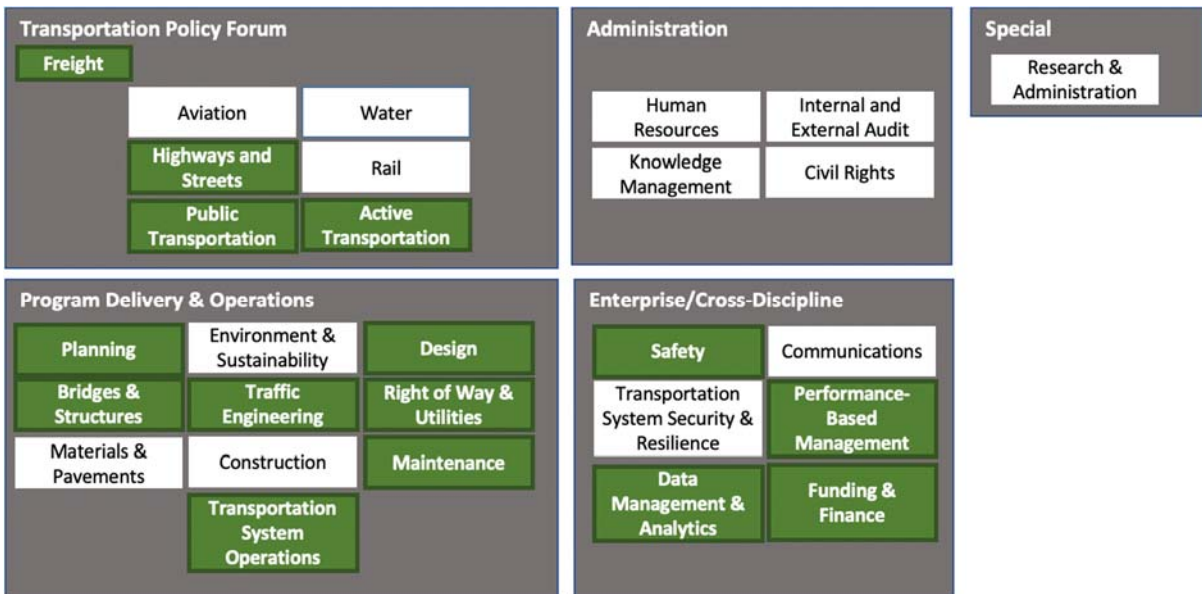 Transportation Policy Forum
Freight
Aviation
Water
Highways and
Streets
Rail
Public
Transportation
Active
Transportation
Administration
Human
Resources
Internal and
External Audit
Knowledge
Management
Civil Rights
Special
Research &
Administration
Program Delivery & Operations
Planning
Environment &
Sustainability
Design
Bridges &
Structures
Traffic
Engineering
Right of Way &
Utilities
Materials &
Pavements
Construction
Maintenance
Transportation
System
Operations
Enterprise/Cross-Discipline
Safety
Communications
Transportation
System Security &
Resilience
Performance-
Based
Management
Data
Management &
Analytics
Funding &
Finance